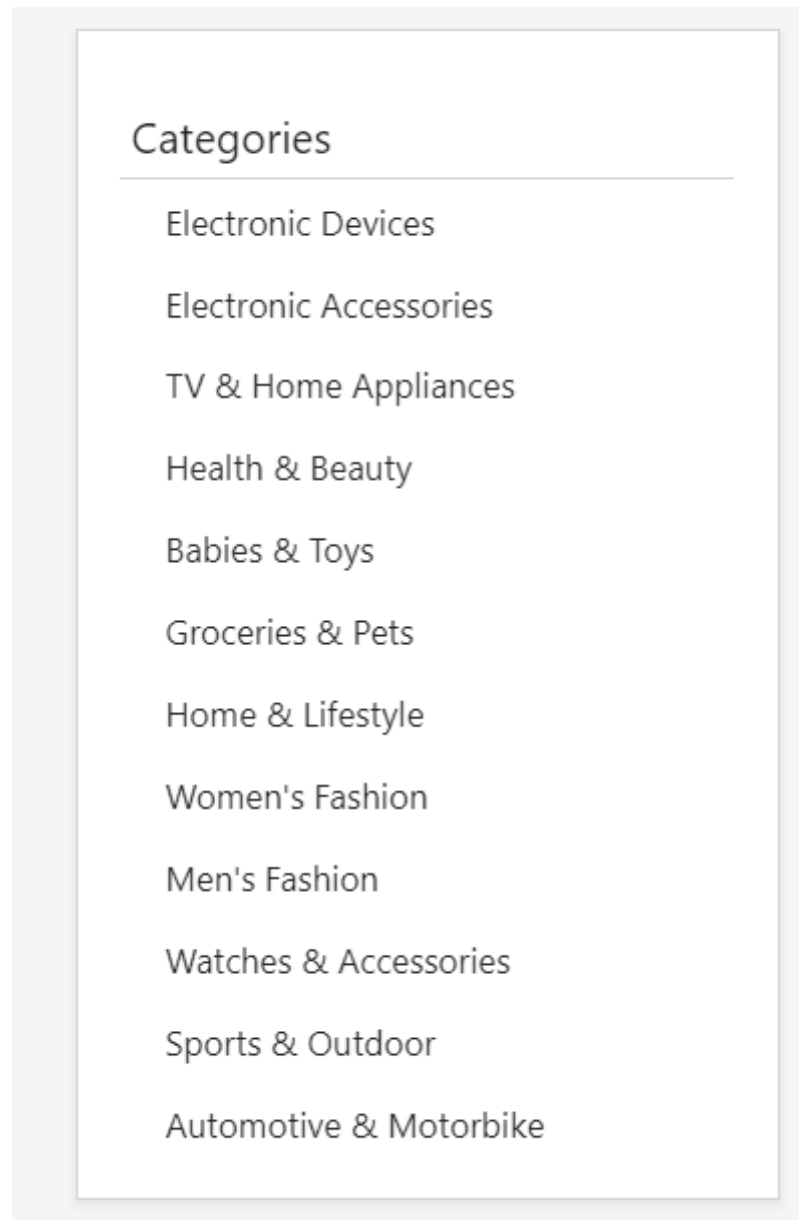 Categories
Electronic Devices
Electronic Accessories
TV & Home Appliances
Health & Beauty
Babies & Toys
Groceries & Pets
Home & Lifestyle
Women's Fashion
Men's Fashion
Watches & Accessories
Sports & Outdoor
Automotive & Motorbike